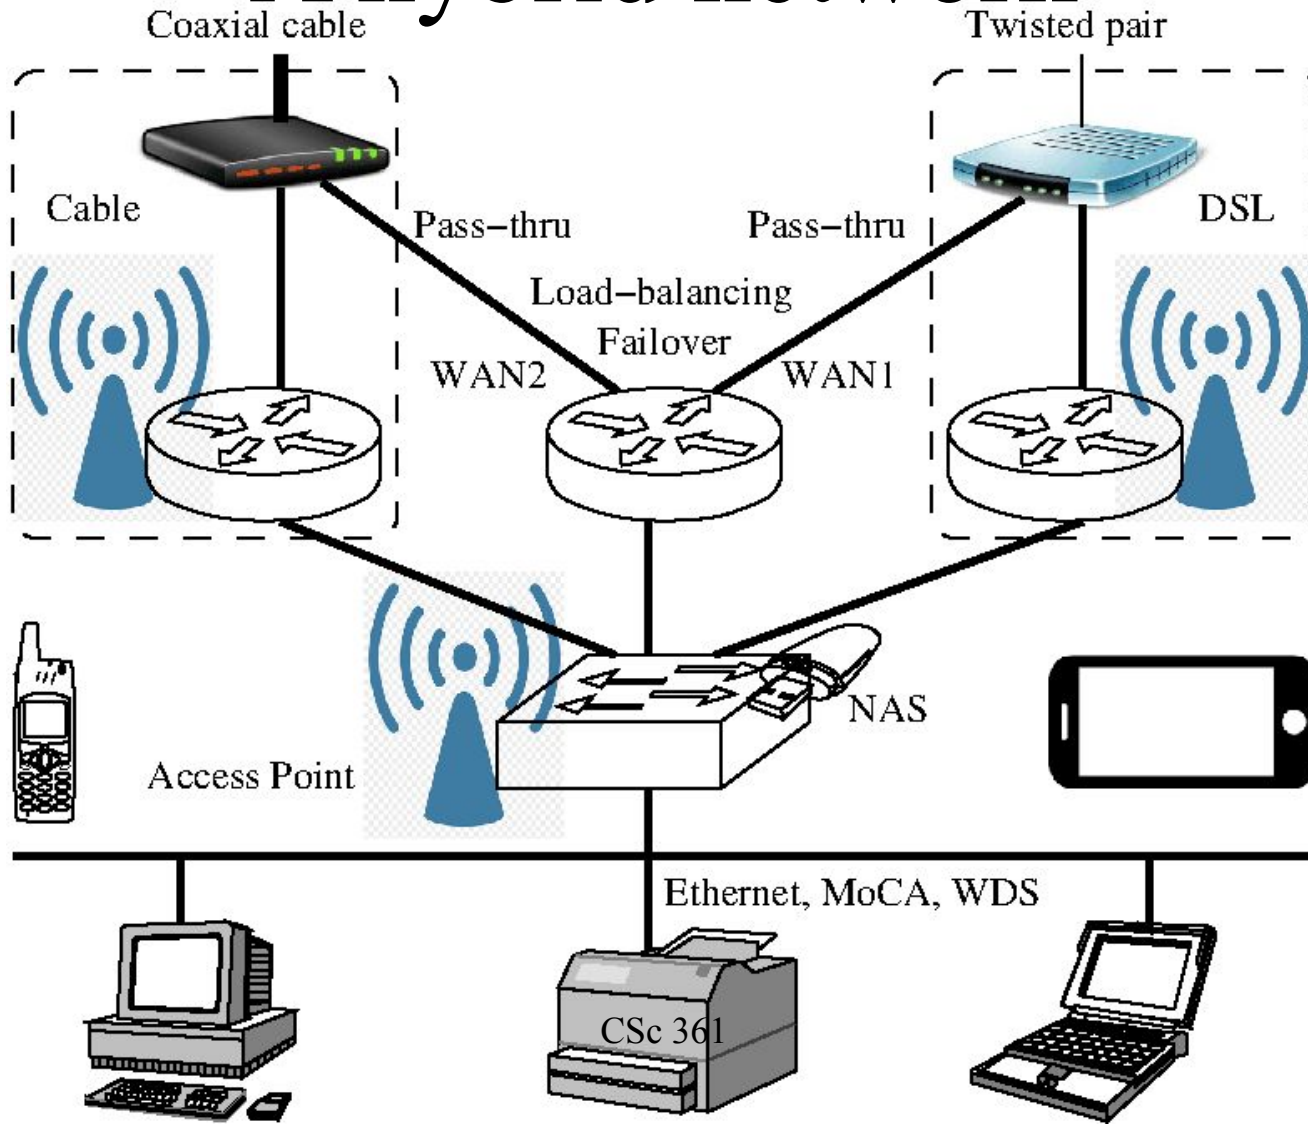 Coaxial cable
Twisted pair
Cable
Pass−thru
Pass−thru
DSL
Load−balancing
Failover
WAN2
WAN1
NAS
Access Point
Ethernet, MoCA, WDS
CSc 361